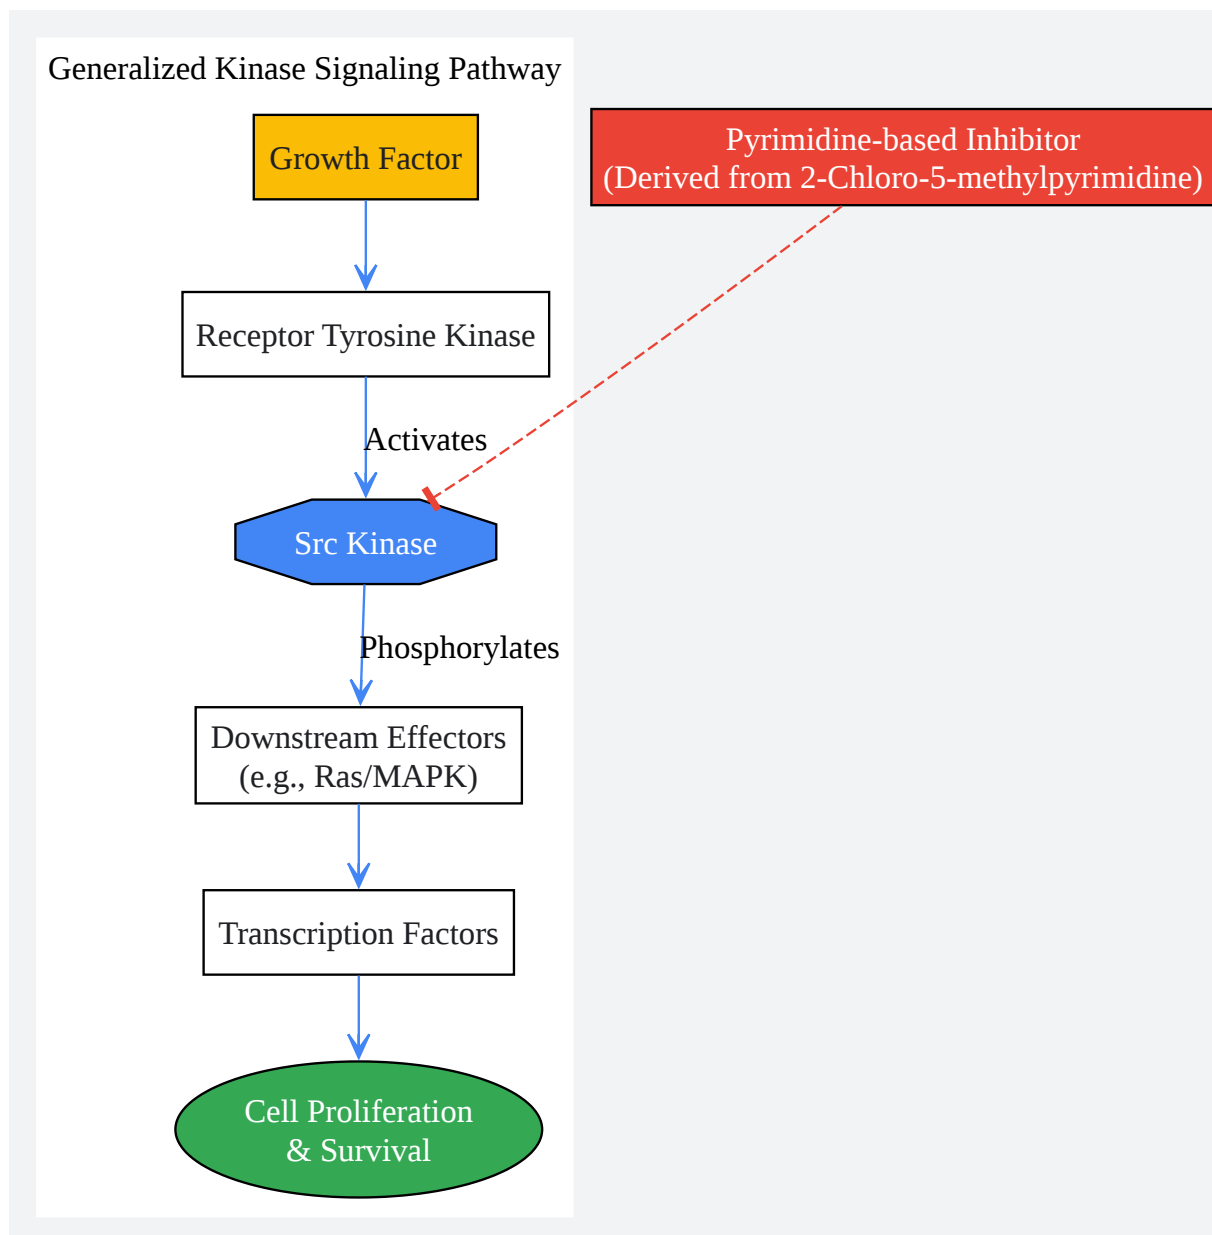 Generalized Kinase Signaling Pathway
Growth Factor
Pyrimidine-based Inhibitor
(Derived from 2-Chloro-5-methylpyrimidine)
Receptor Tyrosine Kinase
Activates
Src Kinase
Phosphorylates
Downstream Effectors
(e.g., Ras/MAPK)
Transcription Factors
Cell Proliferation
& Survival